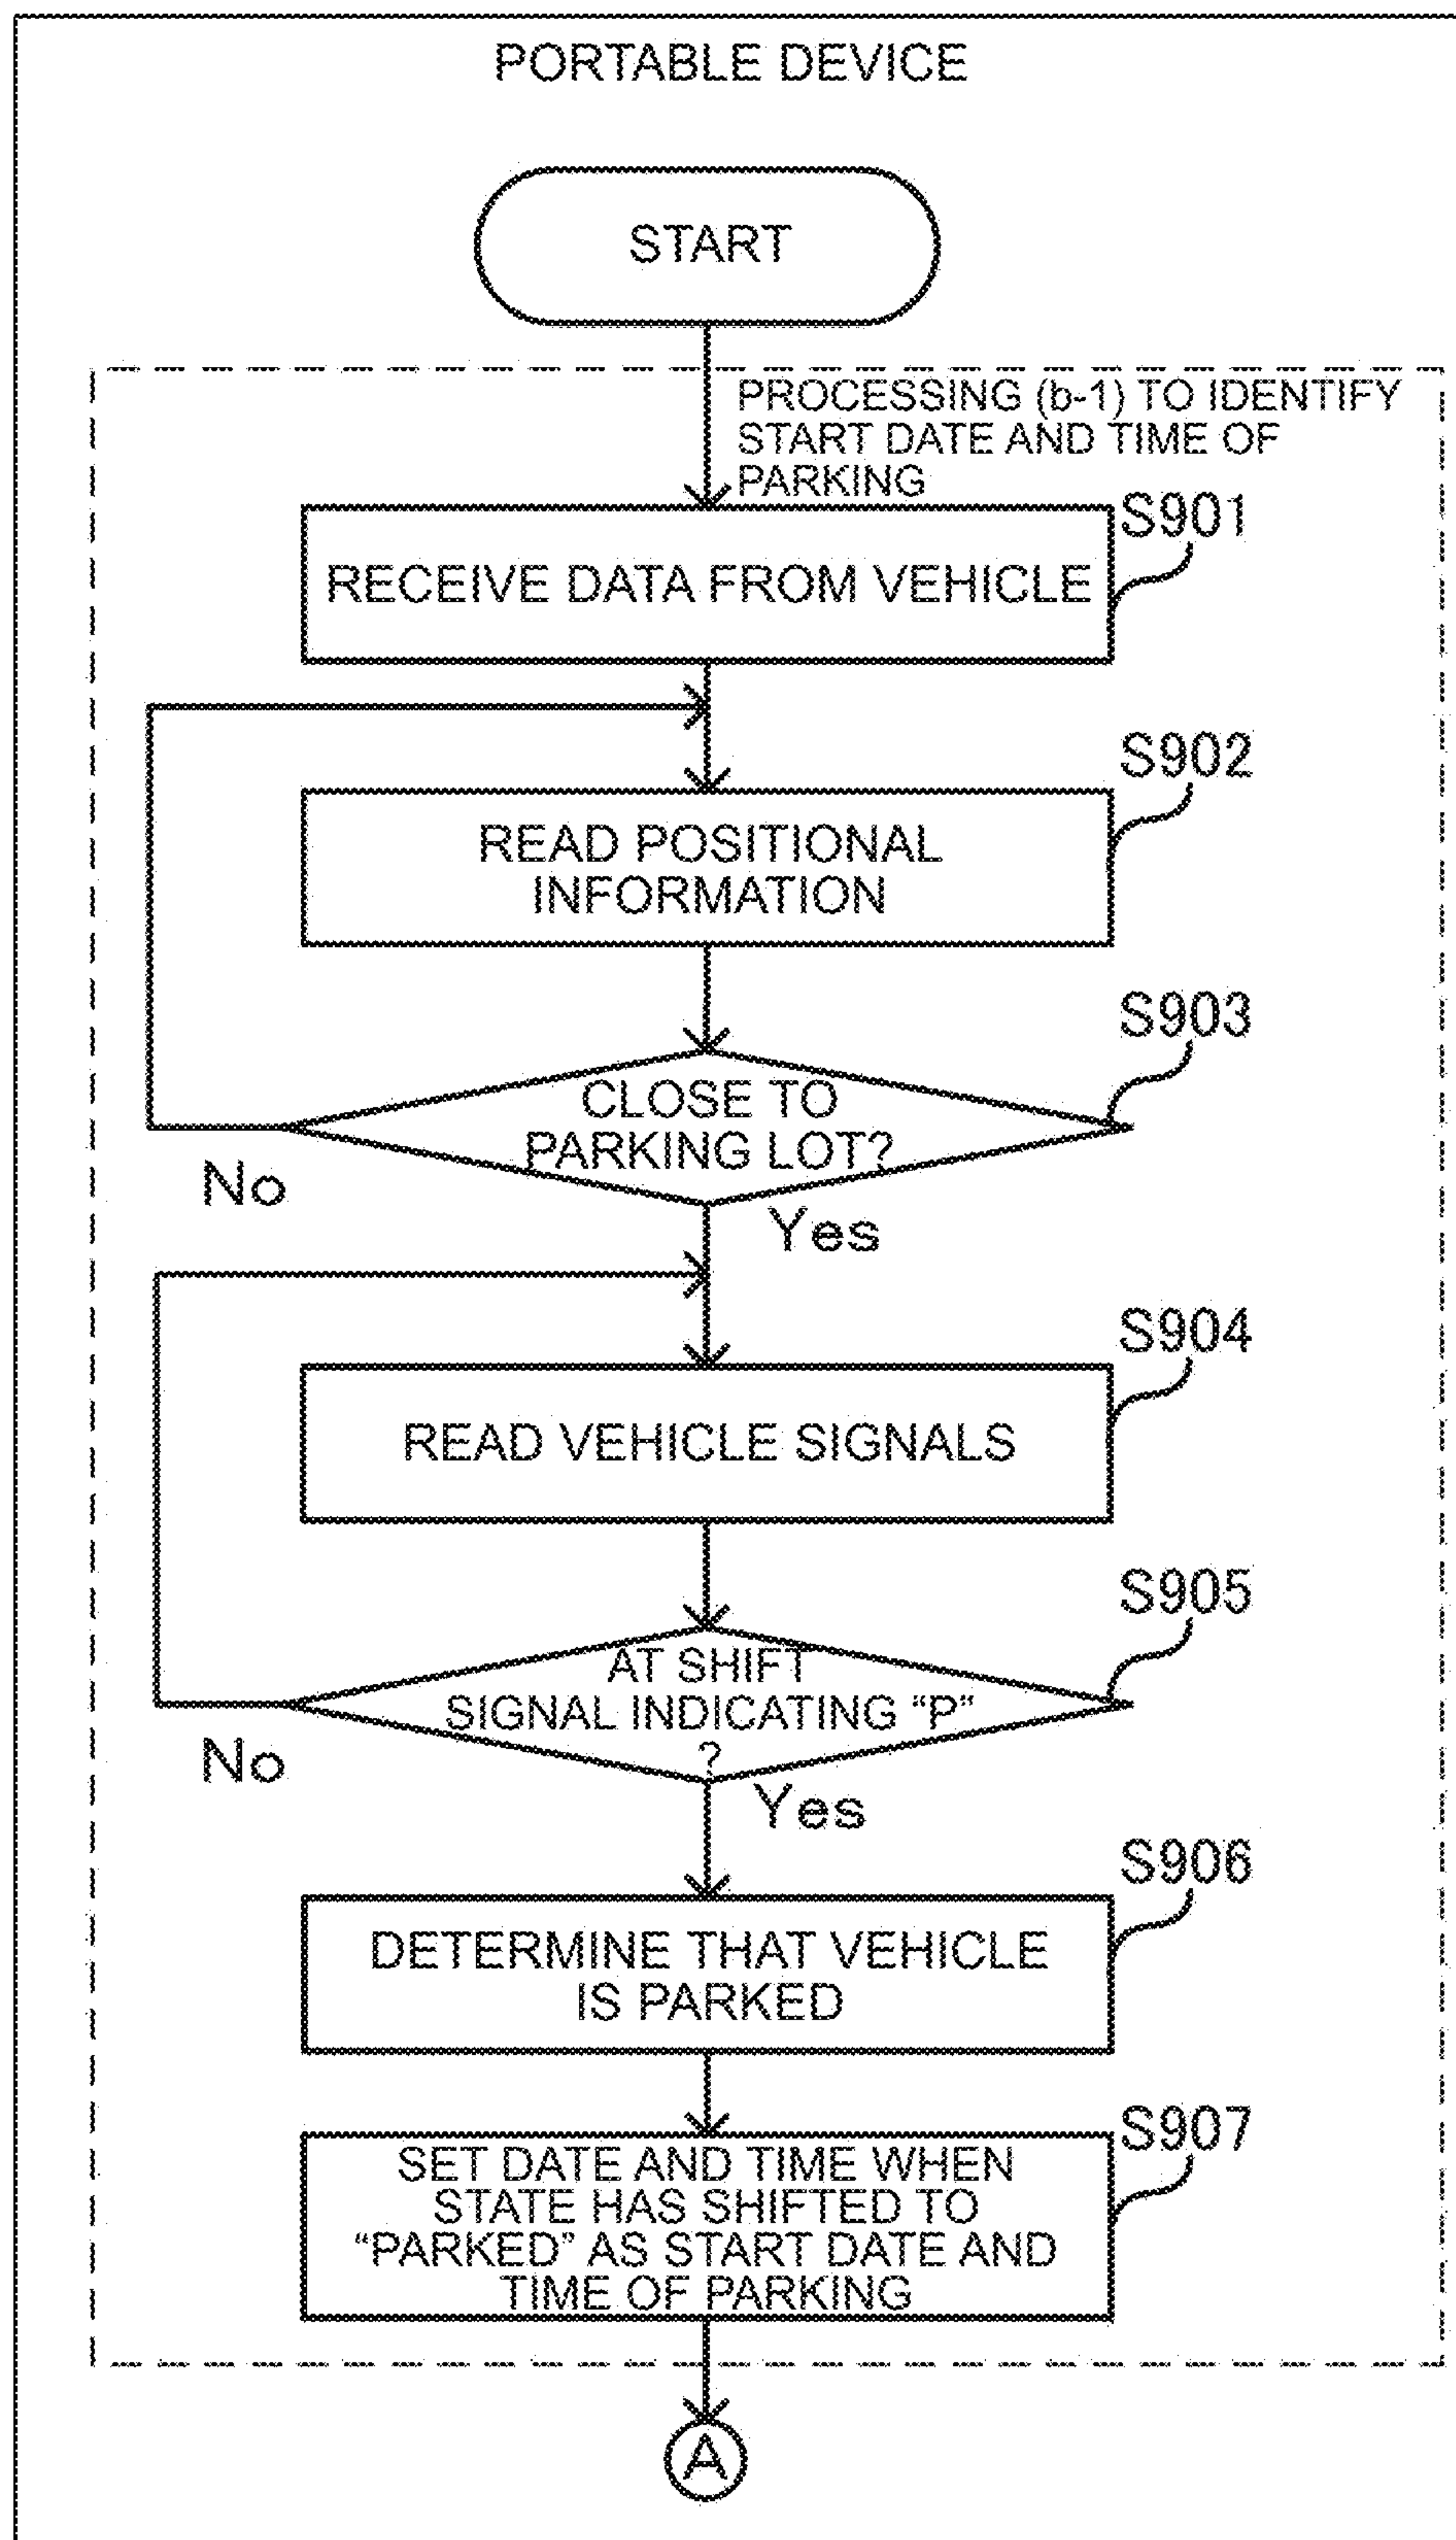 PORTABLE DEVICE
START
PROCESSING (b-1) TO IDENTIFY
START DATE AND TIME OF
PARKING
S901
RECEIVE DATA FROM VEHICLE
S902
READ POSITIONAL
INFORMATION
S903
CLOSE TO
PARKING LOT?
No
Yes
S904
READ VEHICLE SIGNALS
S905
AT SHIFT
SIGNAL INDICATING “P”
?
No
Yes
S906
DETERMINE THAT VEHICLE
IS PARKED
S907
SET DATE AND TIME WHEN
STATE HAS SHIFTED TO
“PARKED” AS START DATE AND
TIME OF PARKING
A